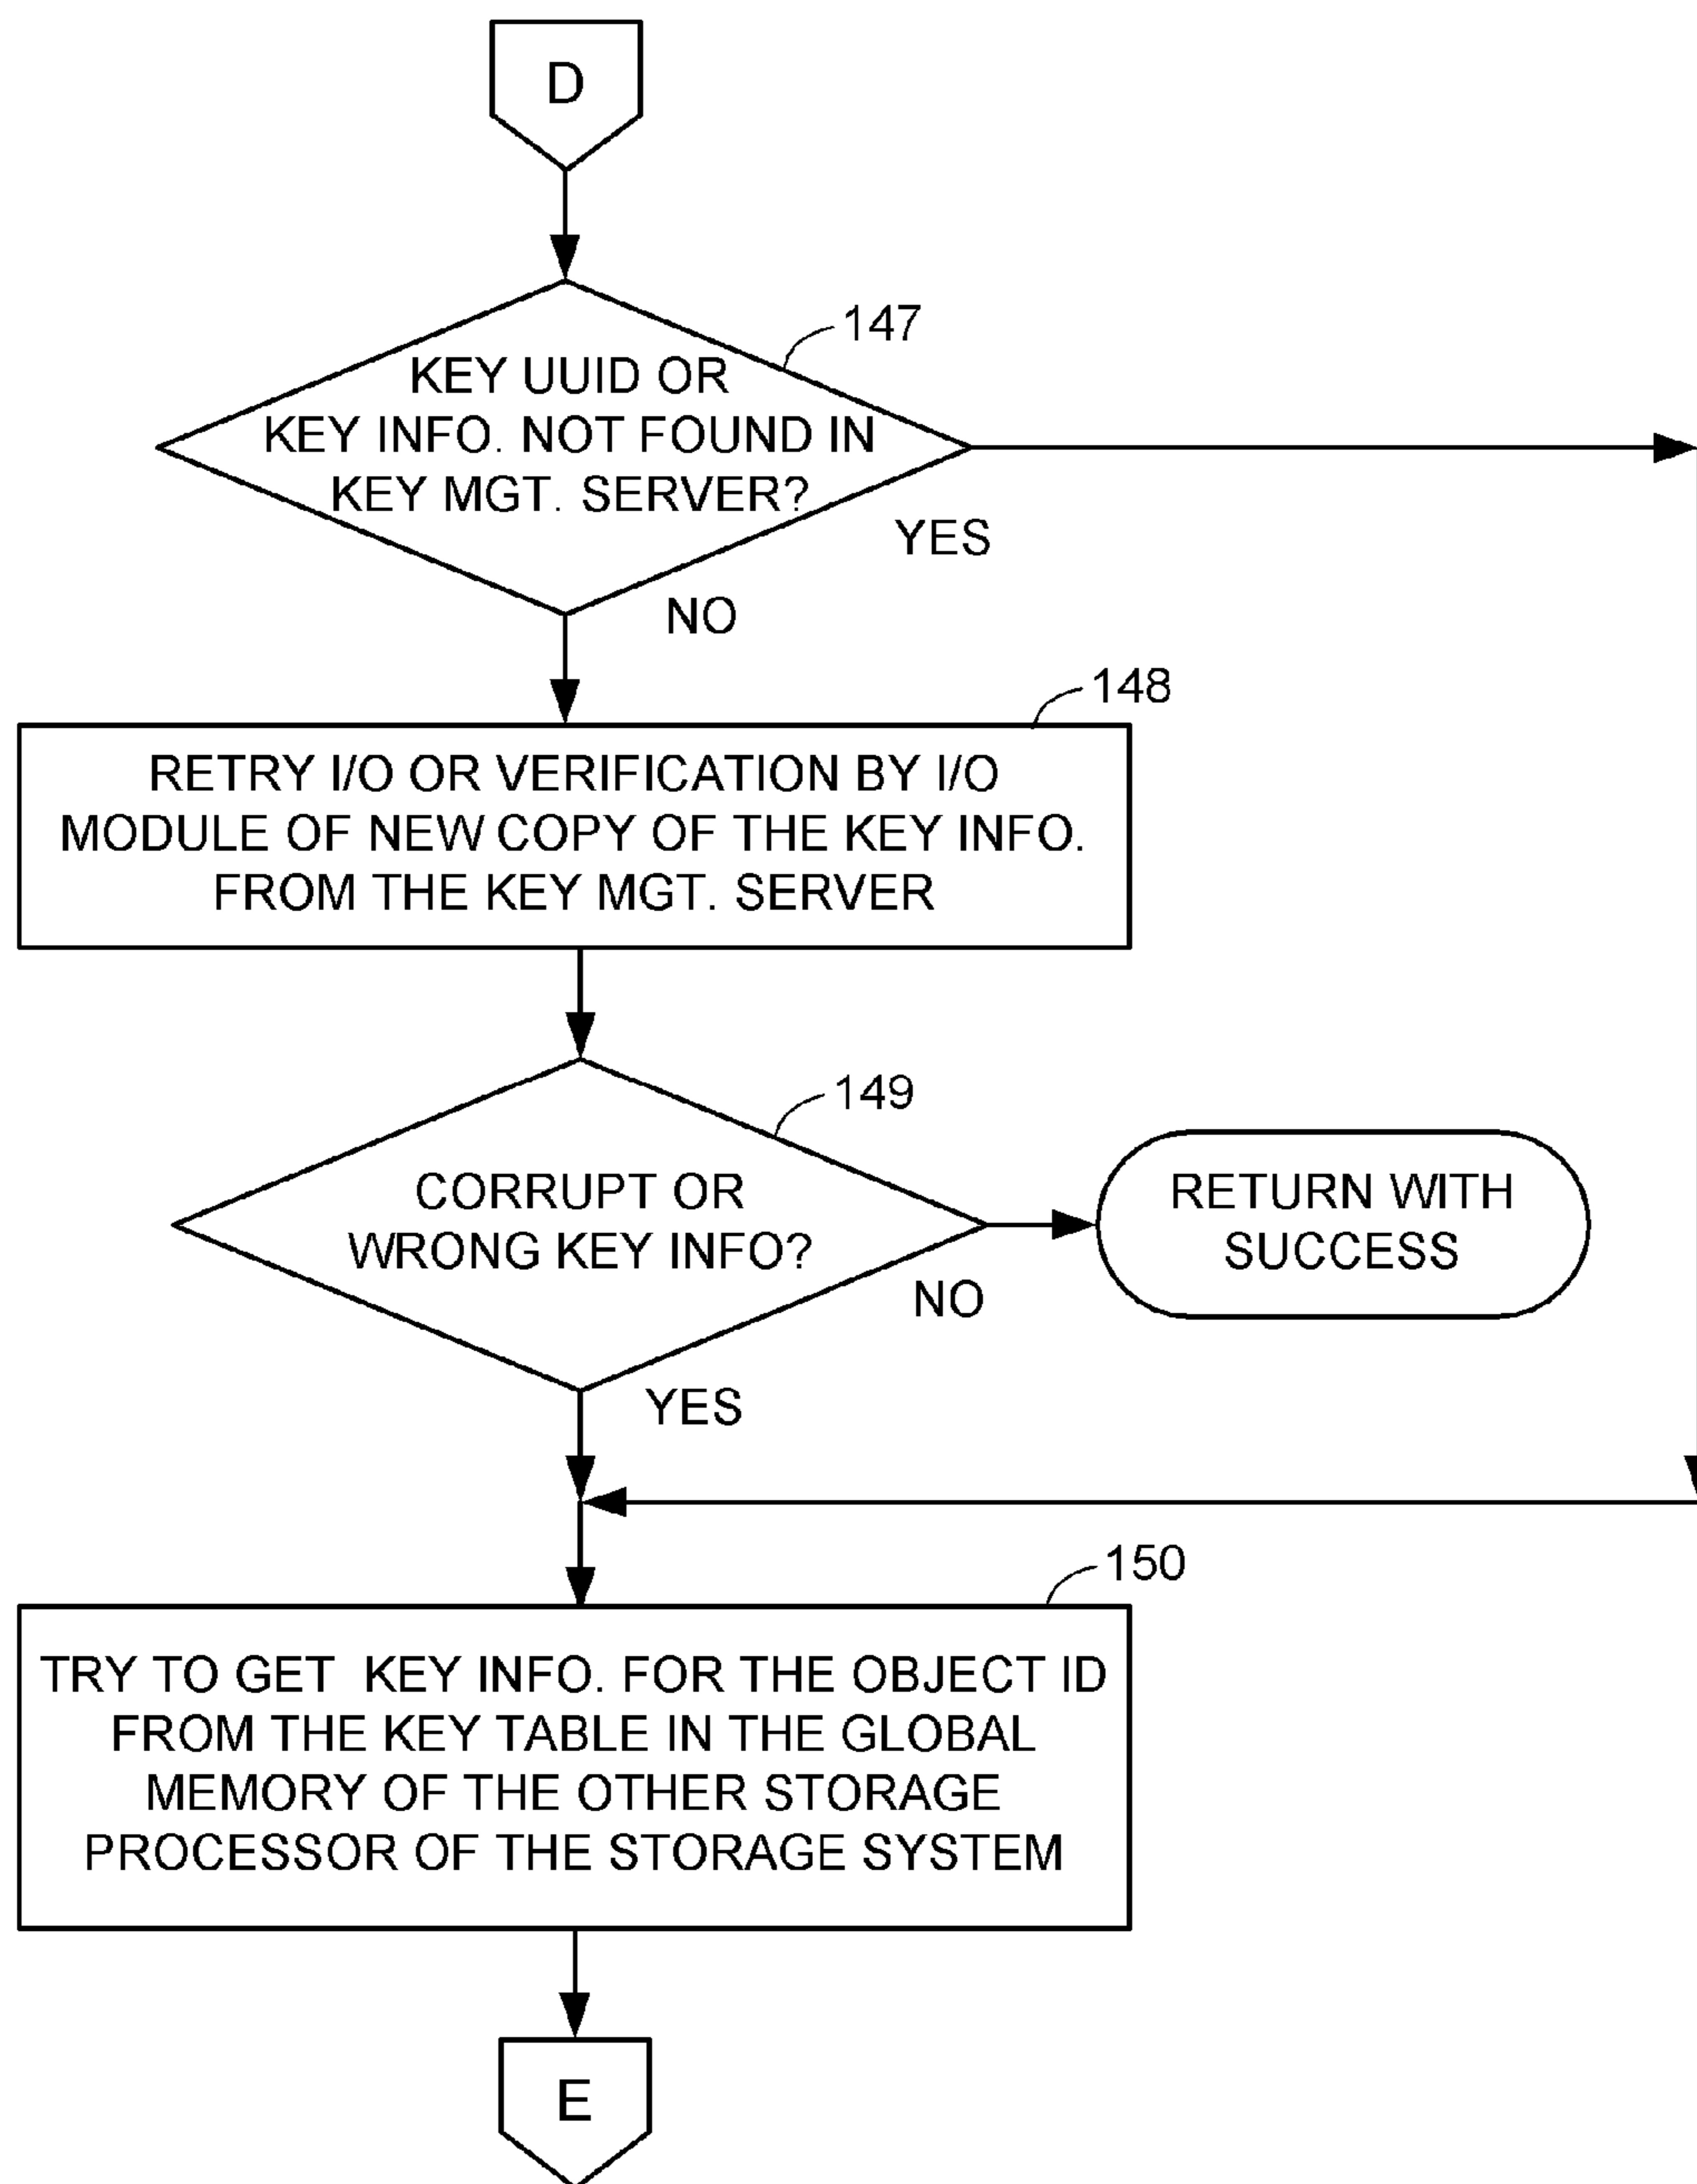 D
147
KEY UUID OR
KEY INFO. NOT FOUND IN
KEY MGT. SERVER?
YES
NO
148
RETRY I/O OR VERIFICATION BY I/O
MODULE OF NEW COPY OF THE KEY INFO.
FROM THE KEY MGT. SERVER
149
CORRUPT OR
WRONG KEY INFO?
NO
RETURN WITH
SUCCESS
YES
150
TRY TO GET KEY INFO. FOR THE OBJECT ID
FROM THE KEY TABLE IN THE GLOBAL
MEMORY OF THE OTHER STORAGE
PROCESSOR OF THE STORAGE SYSTEM
E